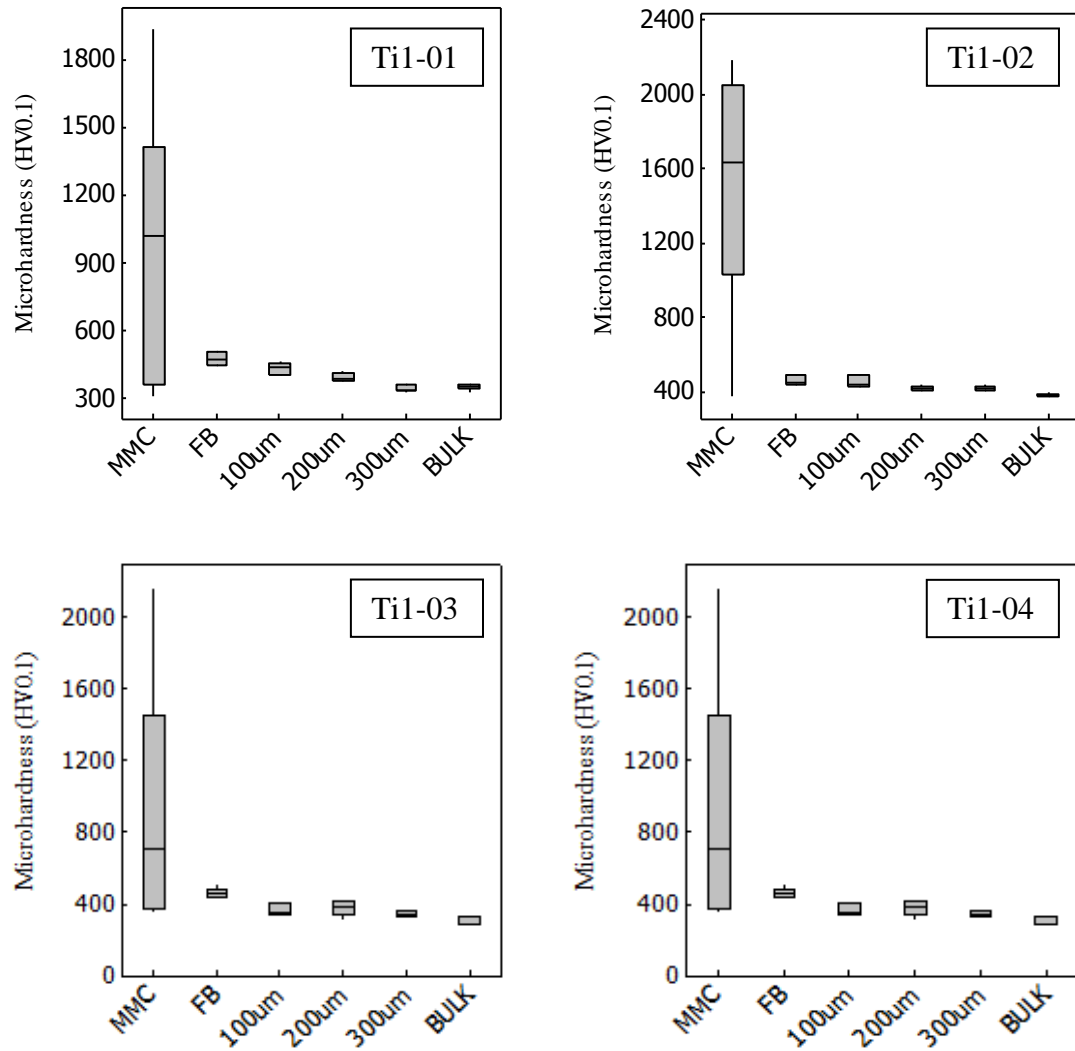 Ti1-01
Microhardness (HV0.1)
1800
1500
1200
900
600
300
MMC
FB
100um
200um
300um
BULK
Ti1-02
Microhardness (HV0.1)
2400
2000
1600
1200
800
400
MMC
FB
100um
200um
300um
BULK
Ti1-03
Microhardness (HV0.1)
2000
1600
1200
800
400
0
MMC
FB
100um
200um
300um
BULK
Ti1-04
Microhardness (HV0.1)
2000
1600
1200
800
400
0
MMC
FB
100um
200um
300um
BULK